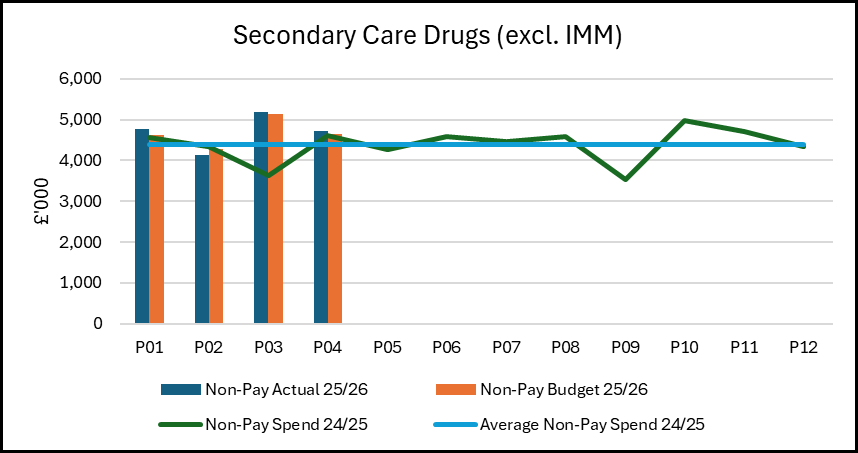 Secondary Care Drugs (excl. IMM)
6,000
5,000
4,000
3,000
2,000
1,000
0
£'000
P01 P02 P03 P04 P05 P06 P07 P08 P09 P10 P11 P12
Non-Pay Actual 25/26 Non-Pay Budget 25/26
Non-Pay Spend 24/25 Average Non-Pay Spend 24/25